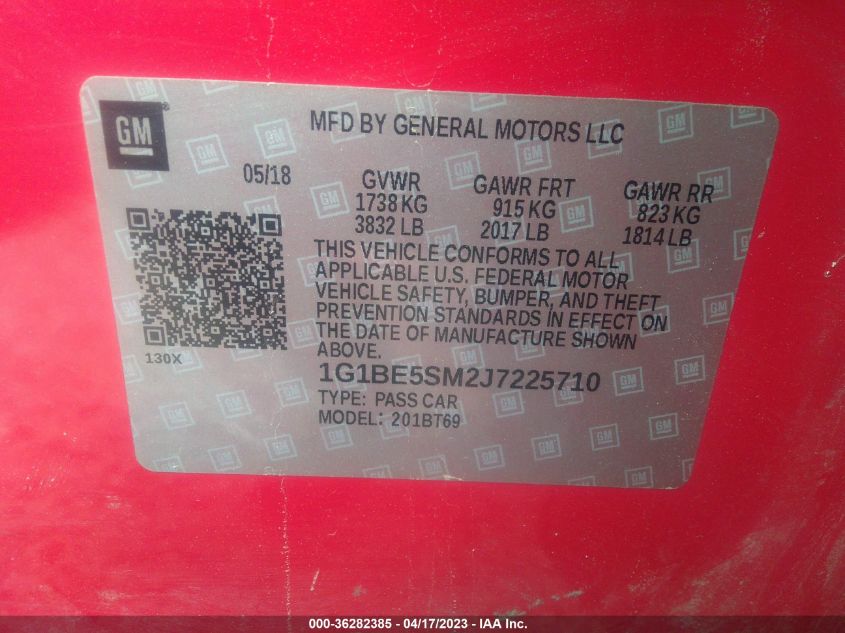 GM
MFD BY GENERAL MOTORS LLC
05/18
GVWR GAWR FRT GAWR RR
1738 KG 915 KG 823 KG
3832 LB 2017 LB 1814 LB
THIS VEHICLE CONFORMS TO ALL
APPLICABLE U.S. FEDERAL MOTOR
VEHICLE SAFETY, BUMPER, AND THEFT
PREVENTION STANDARDS IN EFFECT ON
THE DATE OF MANUFACTURE SHOWN
ABOVE.
130X
1G1BE5SM2J7225710
TYPE: PASS CAR
MODEL: 201BT69
000-36282385 - 04/17/2023 - IAA Inc.